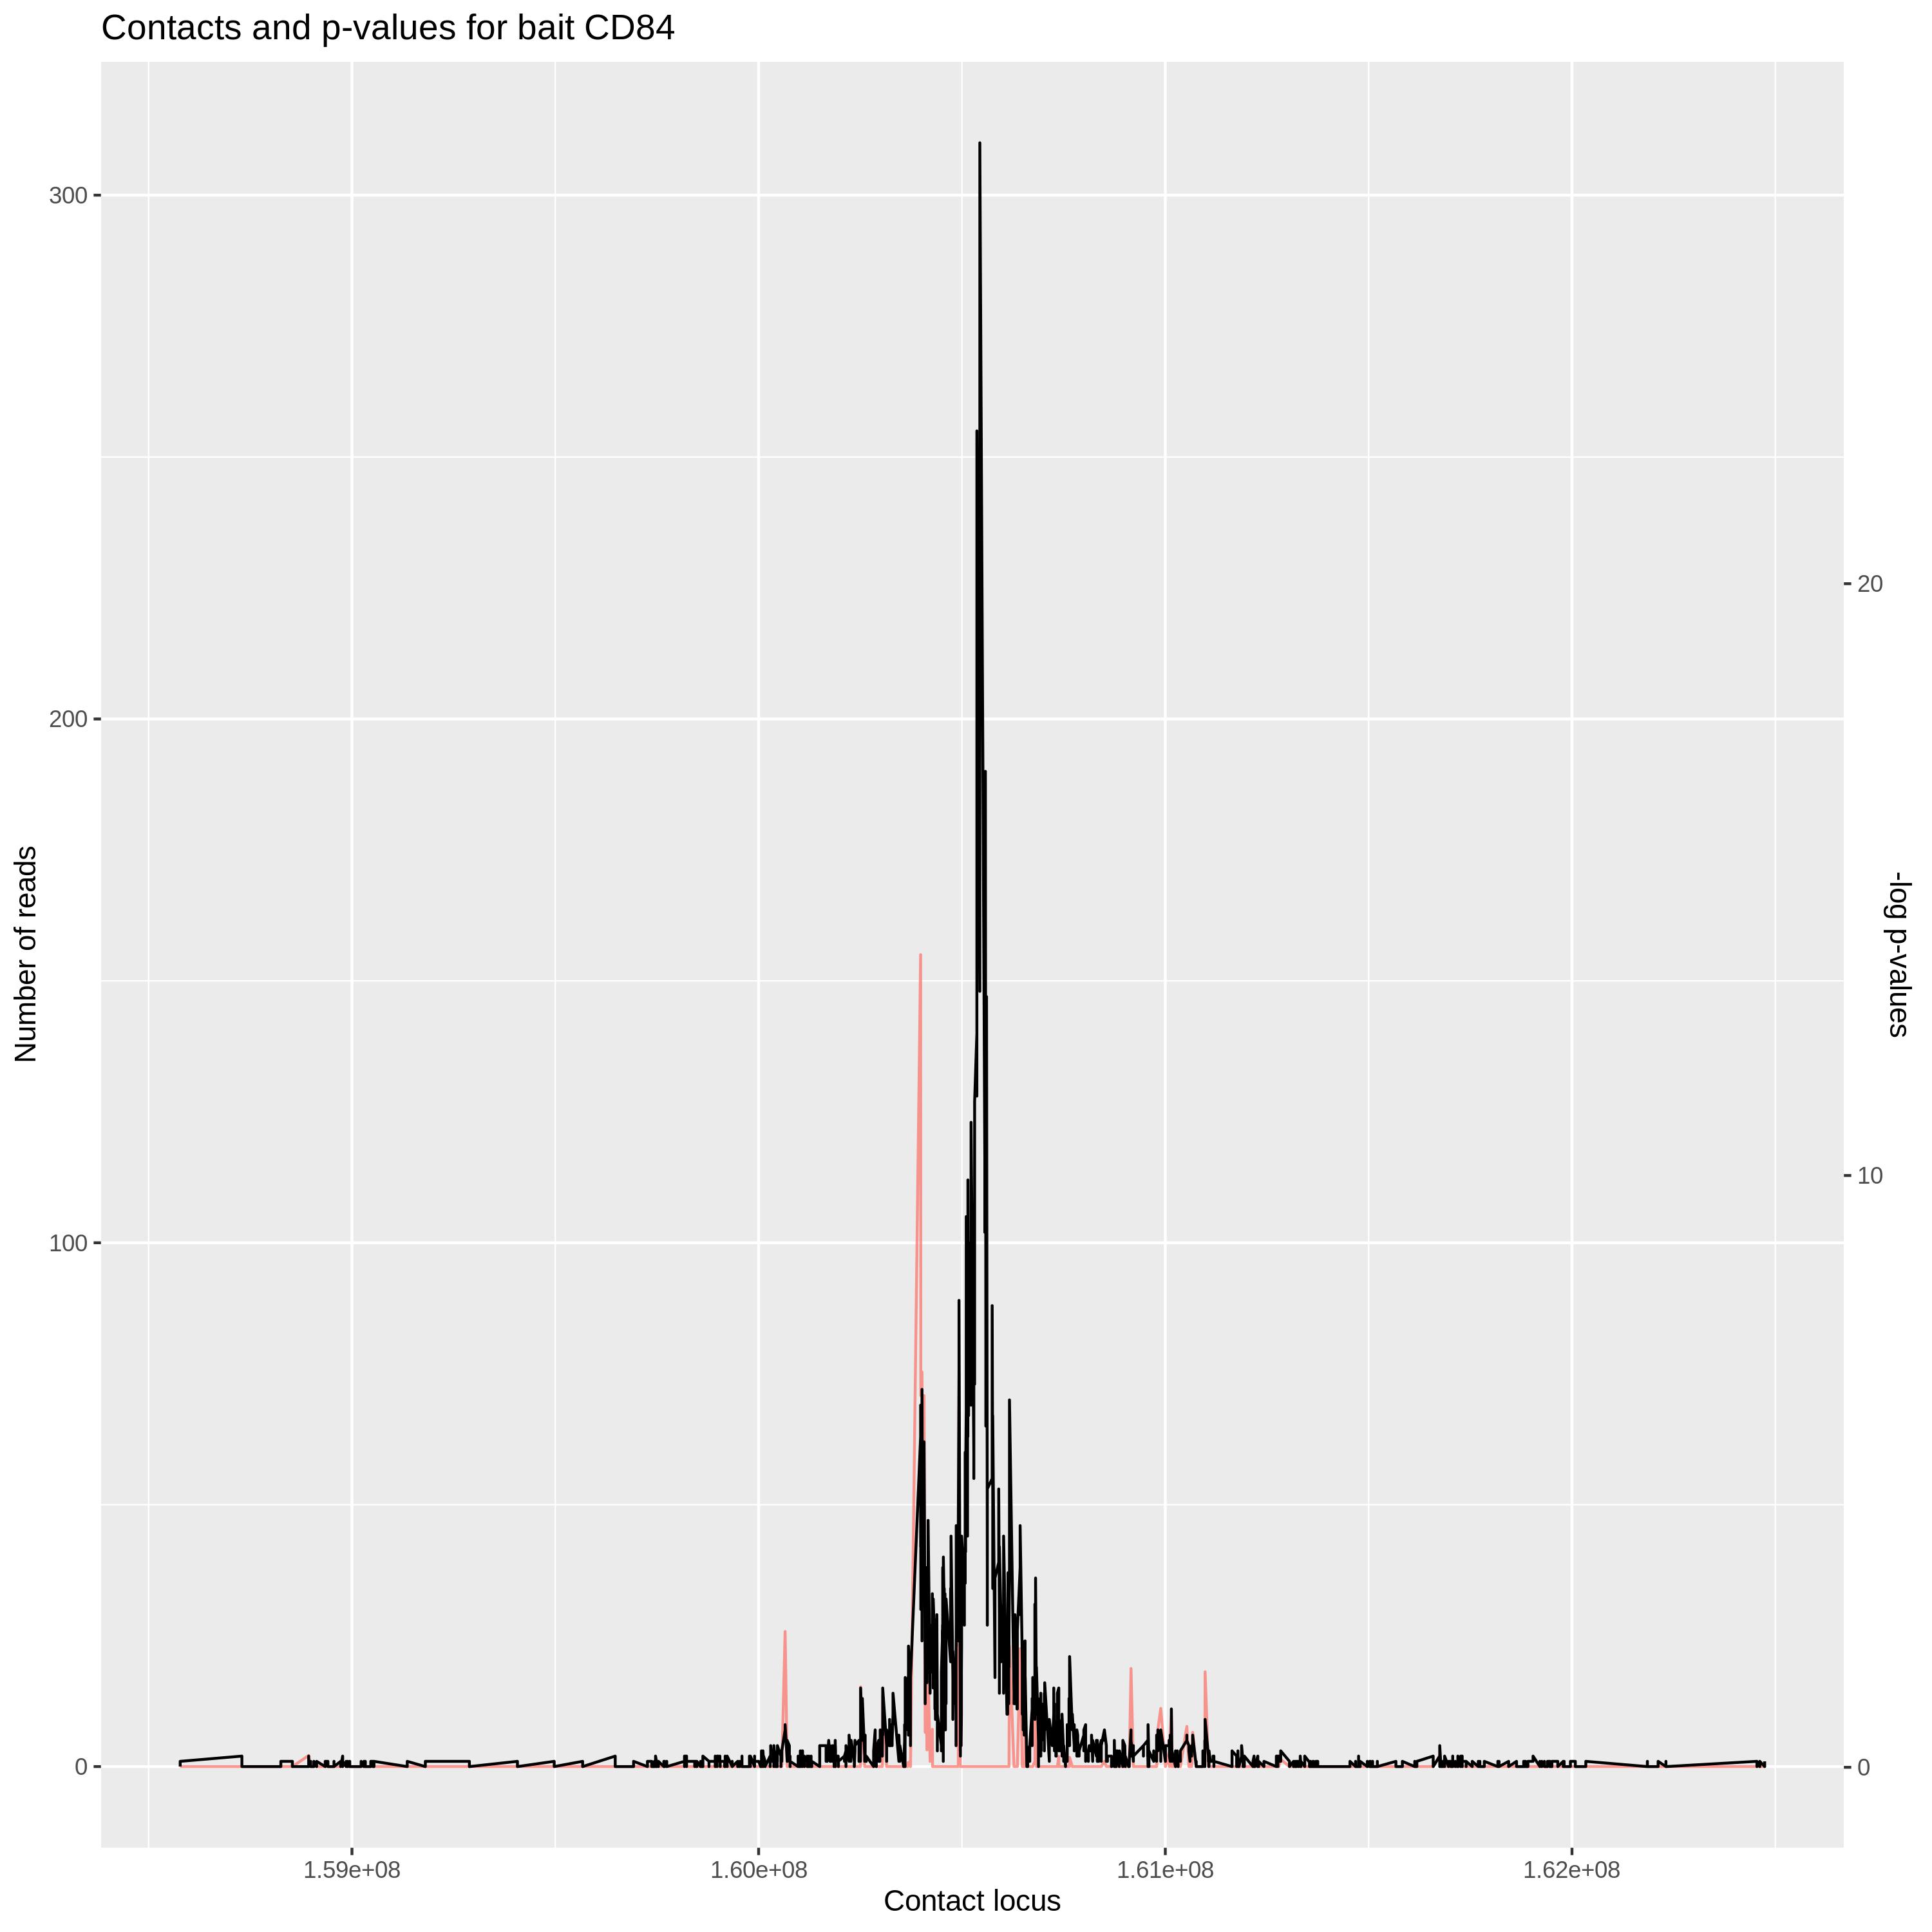 Contacts and p-values for bait CD84
300
200
100
0
Number of reads
20
10
0
-log p-values
1.59e+08
1.60e+08
1.61e+08
1.62e+08
Contact locus